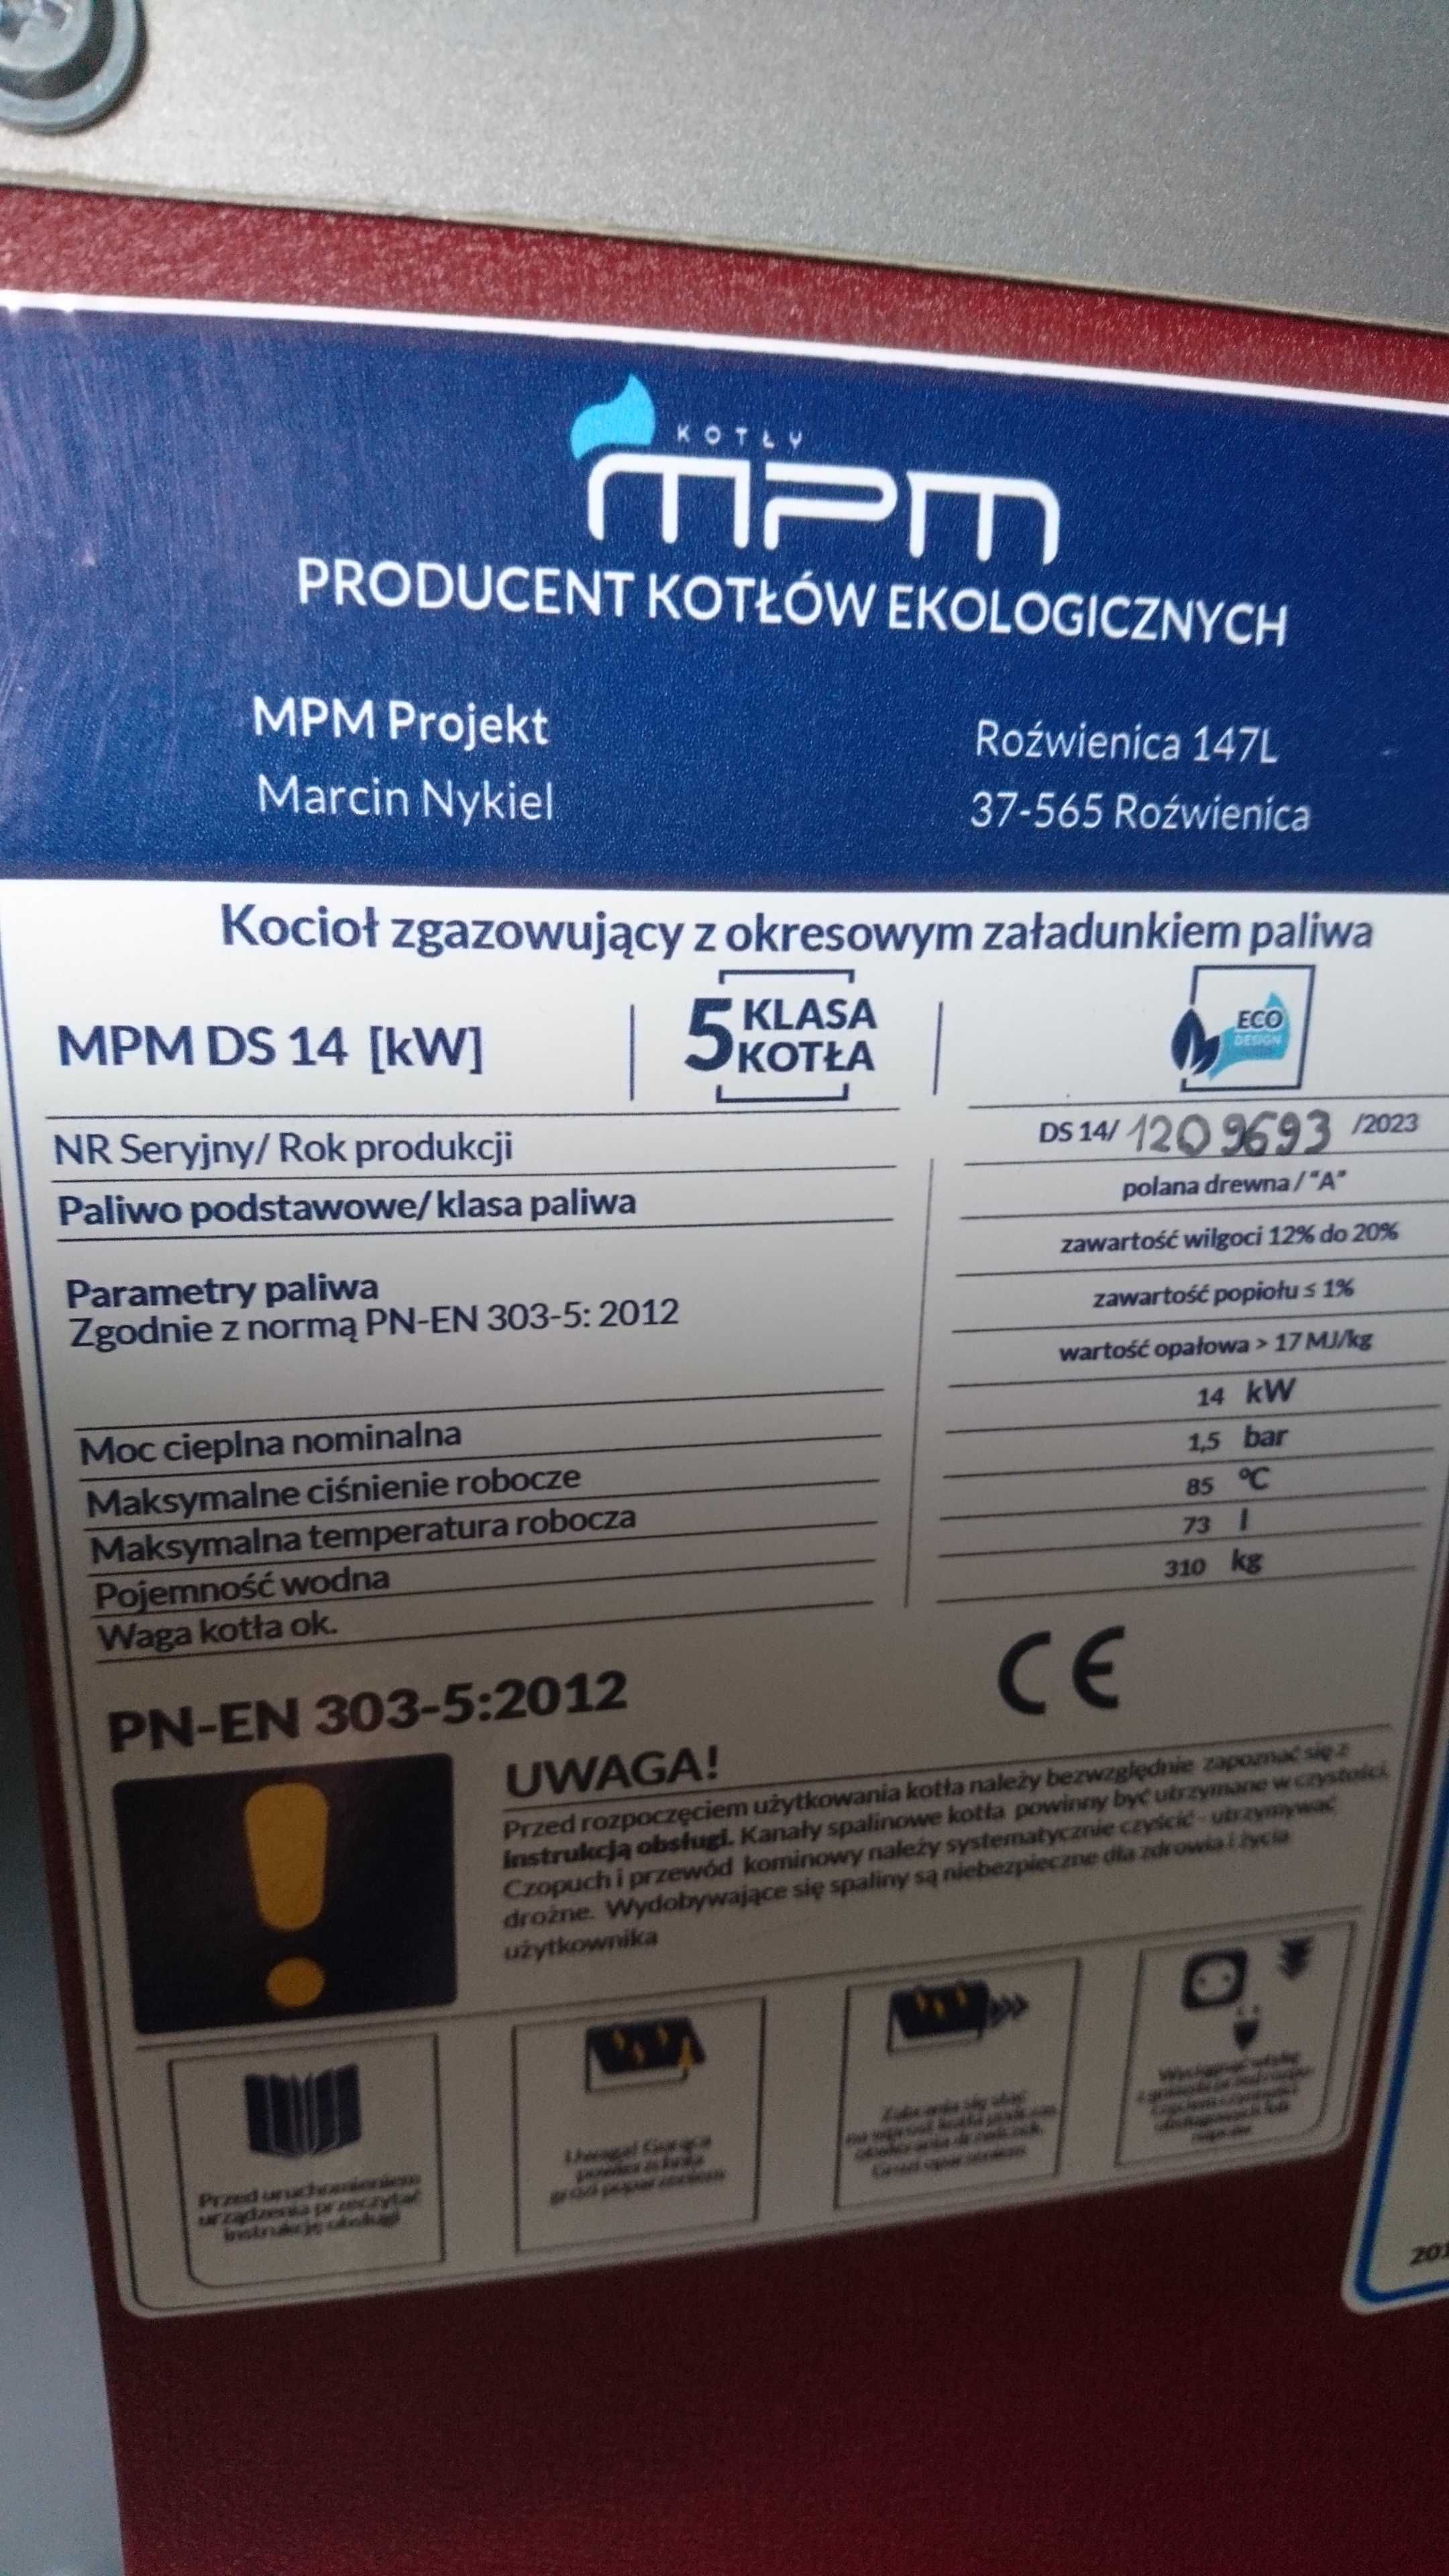 KOTŁY
MPM
PRODUCENT KOTŁÓW EKOLOGICZNYCH
MPM Projekt
Marcin Nykiel
Roźwienica 147L
37-565 Roźwienica
Kocioł zgazowujący z okresowym załadunkiem paliwa
MPM DS 14 [kW]
5 KLASA
KOTŁA
ECO
DESIGN
NR Seryjny/ Rok produkcji
DS 14/ 1209693 /2023
Paliwo podstawowe/ klasa paliwa
polana drewna / "A"
Parametry paliwa
Zgodnie z normą PN-EN 303-5: 2012
zawartość wilgoci 12% do 20%
zawartość popiołu ≤ 1%
wartość opałowa > 17 MJ/kg
Moc cieplna nominalna
14 kW
Maksymalne ciśnienie robocze
1,5 bar
Maksymalna temperatura robocza
85 °C
Pojemność wodna
73 l
Waga kotła ok.
310 kg
PN-EN 303-5:2012
CE
UWAGA!
Przed rozpoczęciem użytkowania kotła należy bezwzględnie zapoznać się z
instrukcją obsługi. Kanały spalinowe kotła powinny być utrzymane w czystości.
Czopuch i przewód kominowy należy systematycznie czyścić - utrzymywać
drożne. Wydobywające się spaliny są niebezpieczne dla zdrowia i życia
użytkownika
Przed uruchomieniem
urządzenia przeczytać
instrukcję obsługi
Uwaga! Gorąca
201